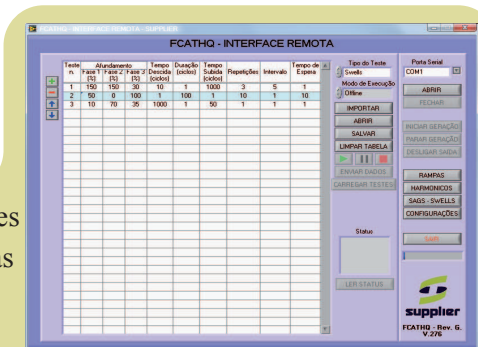 FCATHQ - INTERFACE REMOTA - SUPPLIER
FCATHQ - INTERFACE REMOTA
Teste n. Afundamento Fase 1 (%) Fase 2 (%) Fase 3 (%) Tempo Descida (ciclos) Duração (ciclos) Tempo Subida (ciclos) Repetições Intervalo Tempo de Espera
1 150 150 30 10 1 1000 3 5 1
2 50 0 100 1 100 1 10 1 10
3 10 70 35 1000 1 50 1 1 1
Tipo do Teste
Swells
Modo de Execução
Offline
IMPORTAR
ABRIR
SALVAR
LIMPAR TABELA
ENVIAR DADOS
CARREGAR TESTES
Status
LER STATUS
Porta Serial
COM1
ABRIR
FECHAR
INICIAR GERAÇÃO
PARAR GERAÇÃO
DESLIGAR SAÍDA
RAMPAS
HARMONICOS
SAGS - SWELLS
CONFIGURAÇÕES
SAIR
supplier
FCATHQ - Rev. G.
V.276
es
as